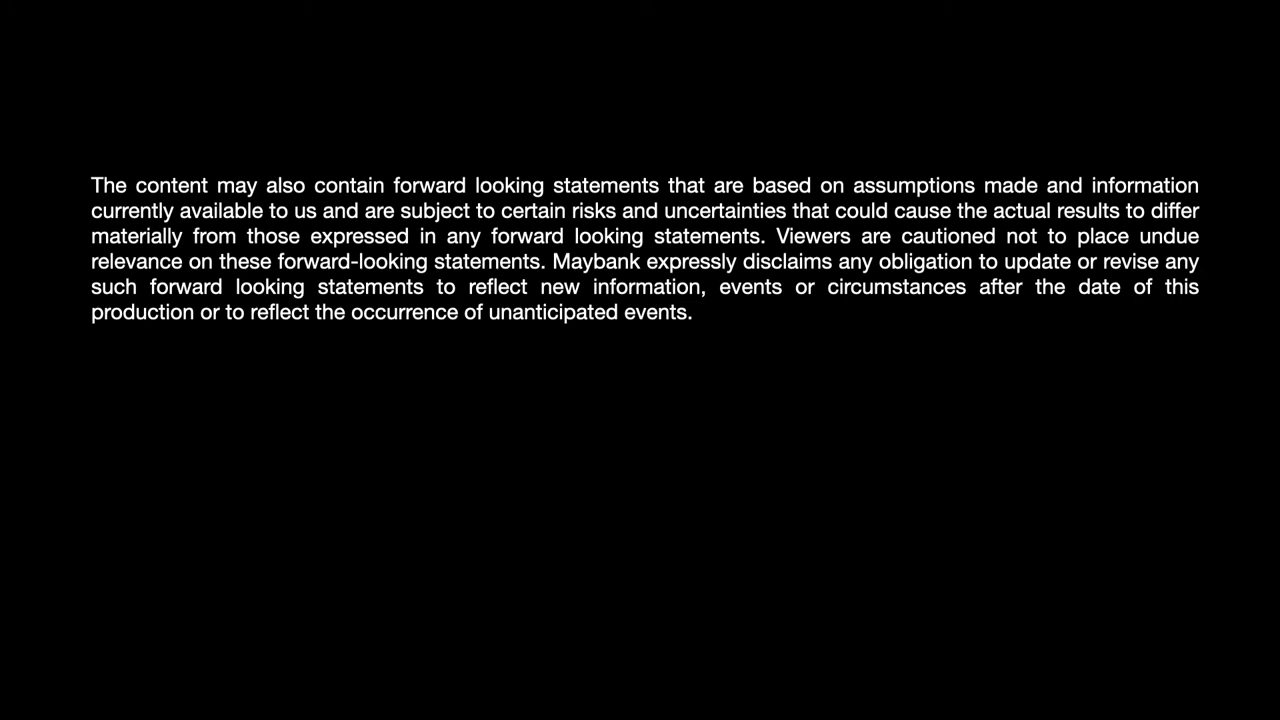 The content may also contain forward looking statements that are based on assumptions made and information
currently available to us and are subject to certain risks and uncertainties that could cause the actual results to differ
materially from those expressed in any forward looking statements. Viewers are cautioned not to place undue
relevance on these forward-looking statements. Maybank expressly disclaims any obligation to update or revise any
such forward looking statements to reflect new information, events or circumstances after the date of this
production or to reflect the occurrence of unanticipated events.